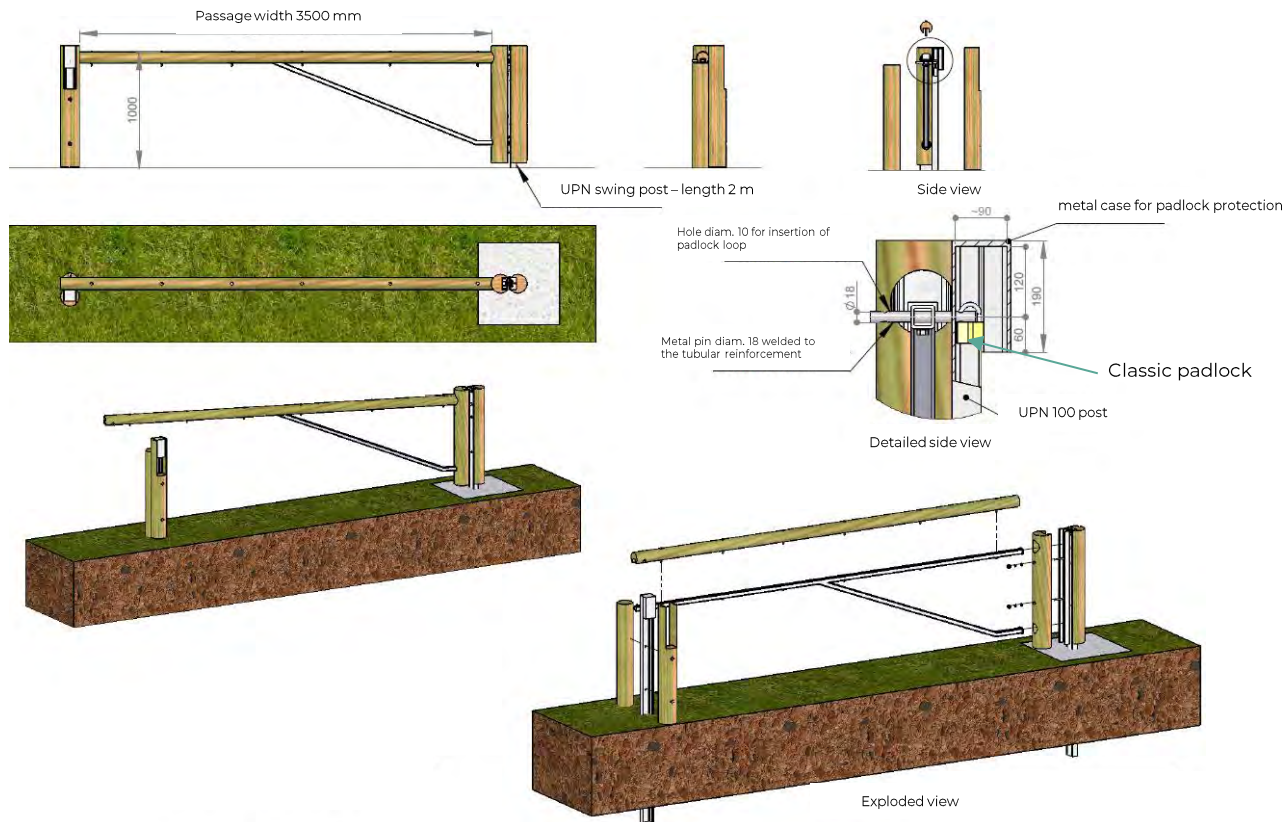 Passage width 3500 mm
1000
UPN swing post – length 2 m
Side view
~90
metal case for padlock protection
Hole diam. 10 for insertion of
padlock loop
Ø 18
120
190
60
Metal pin diam. 18 welded to
the tubular reinforcement
Classic padlock
UPN 100 post
Detailed side view
Exploded view